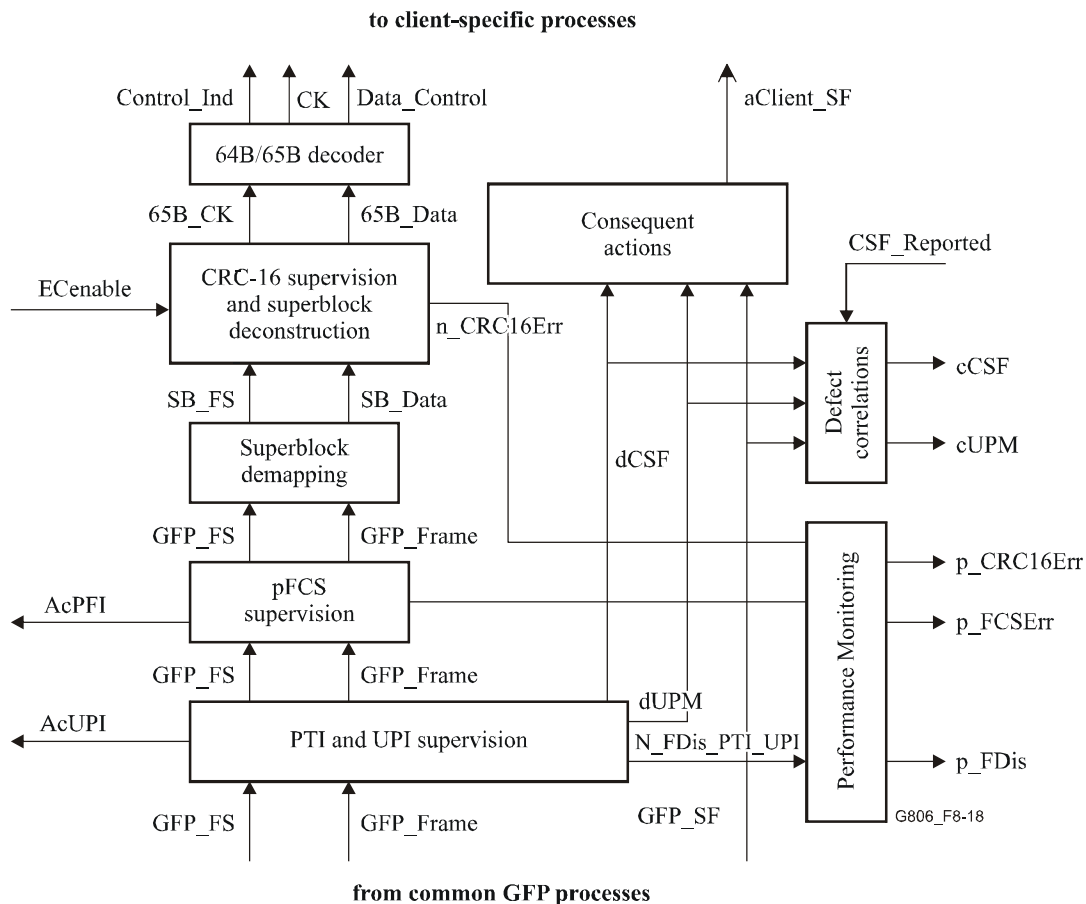 to client-specific processes
Control_Ind
CK
Data_Control
aClient_SF
64B/65B decoder
65B_CK
65B_Data
Consequent
actions
CSF_Reported
ECenable
CRC-16 supervision
and superblock
deconstruction
n_CRC16Err
Defect
correlations
cCSF
SB_FS
SB_Data
Superblock
demapping
dCSF
cUPM
GFP_FS
GFP_Frame
pFCS
supervision
AcPFI
Performance Monitoring
p_CRC16Err
p_FCSErr
GFP_FS
GFP_Frame
dUPM
AcUPI
PTI and UPI supervision
N_FDis_PTI_UPI
p_FDis
GFP_FS
GFP_Frame
GFP_SF
G806_F8-18
from common GFP processes